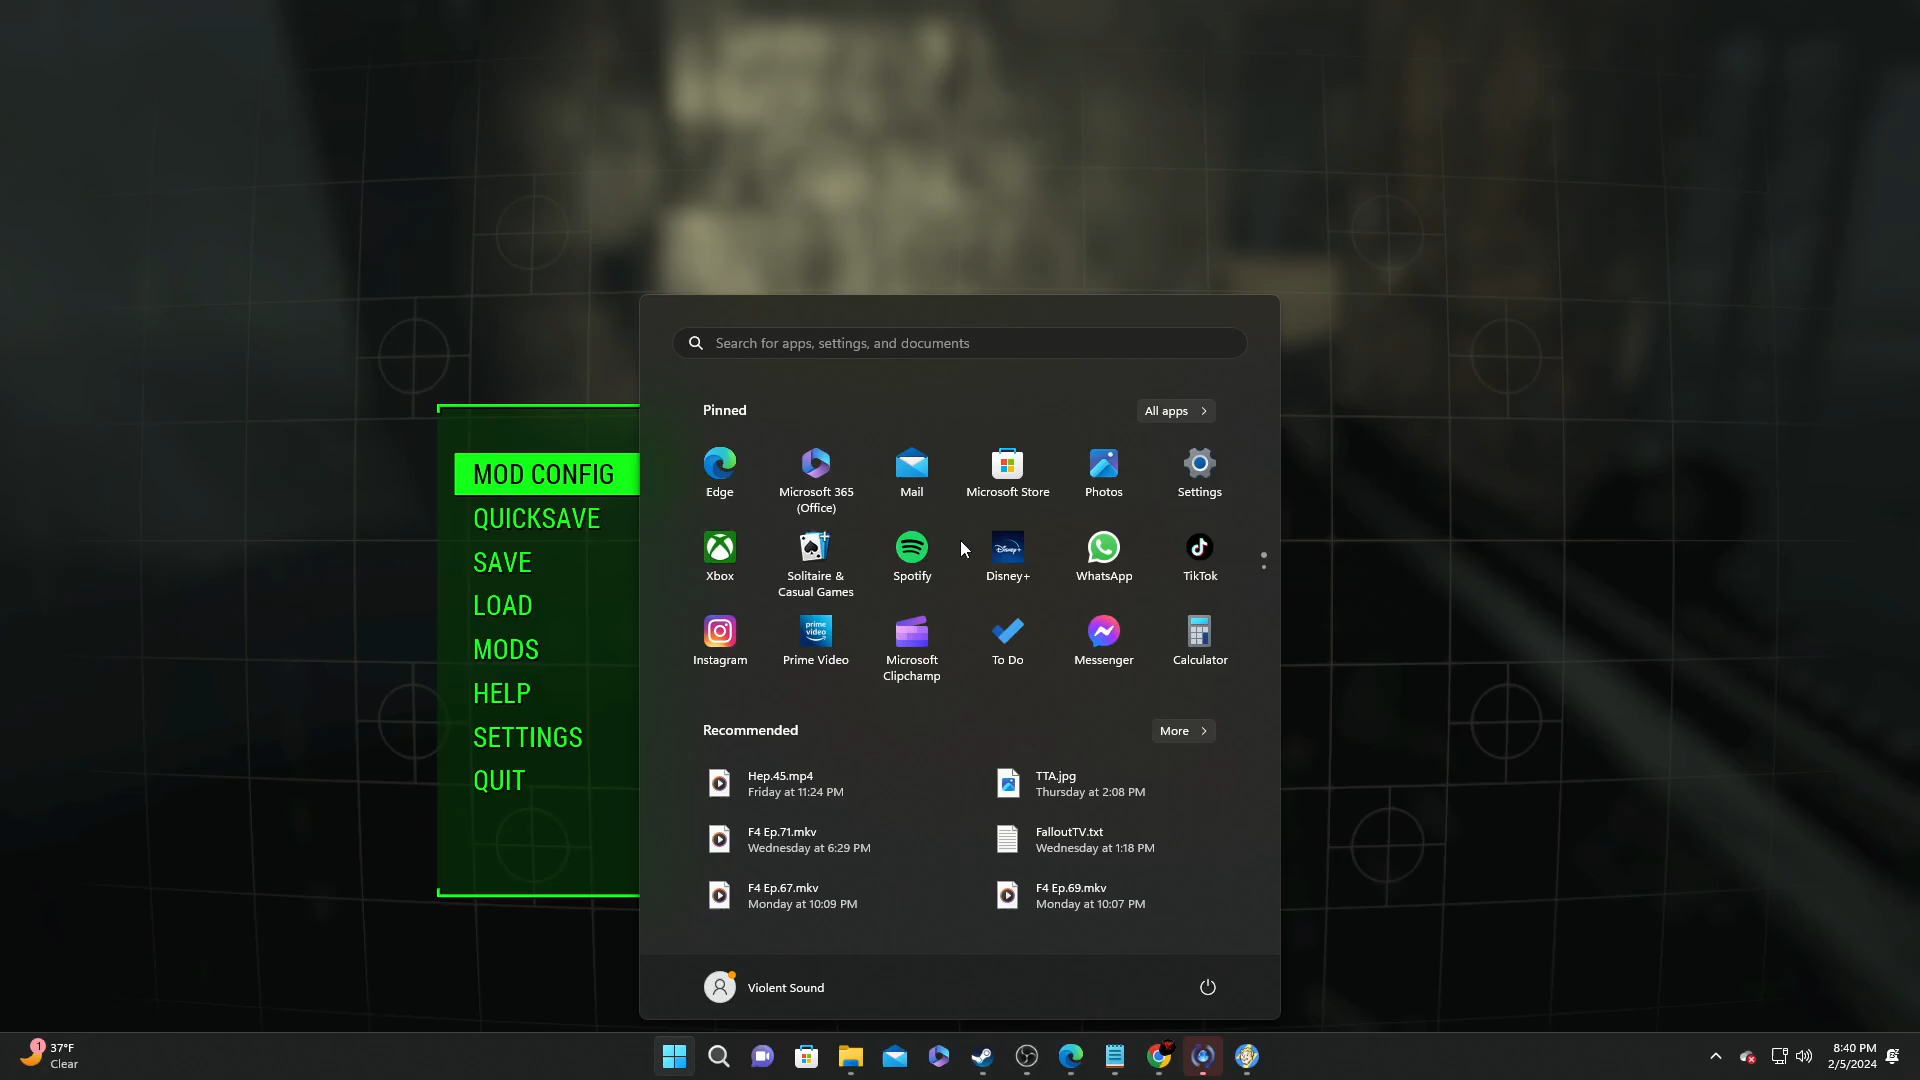 Search for apps, settings, and documents
Pinned
All apps
Edge
Microsoft 365
(Office)
Mail
Microsoft Store
Photos
Settings
Xbox
Solitaire &
Casual Games
Spotify
Disney+
WhatsApp
TikTok
Instagram
prime
video
Prime Video
Microsoft
Clipchamp
To Do
Messenger
Calculator
Recommended
More
Hep.45.mp4
Friday at 11:24 PM
TTA.jpg
Thursday at 2:08 PM
F4 Ep.71.mkv
Wednesday at 6:29 PM
FalloutTV.txt
Wednesday at 1:18 PM
F4 Ep.67.mkv
Monday at 10:09 PM
F4 Ep.69.mkv
Monday at 10:07 PM
Violent Sound
MOD CONFIG
QUICKSAVE
SAVE
LOAD
MODS
HELP
SETTINGS
QUIT
1
37°F
Clear
8:40 PM
2/5/2024